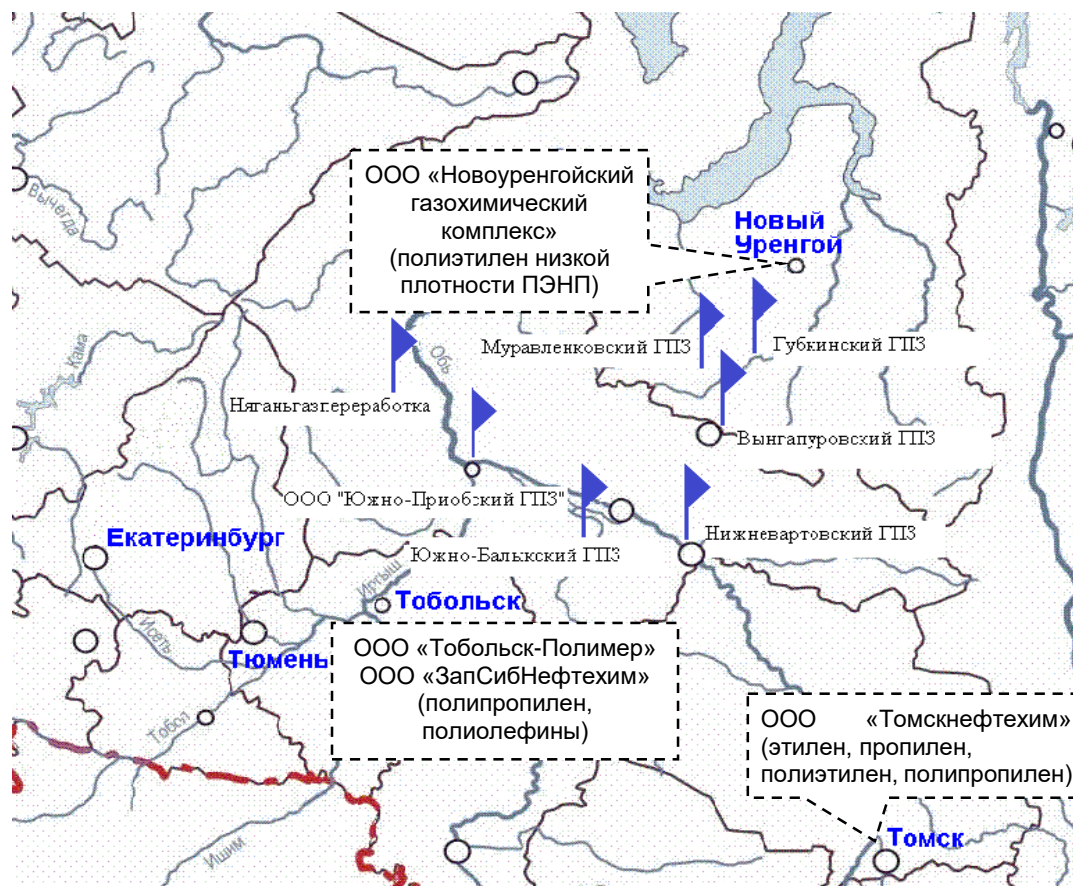 ООО «Новоуренгойский
газохимический
комплекс»
(полиэтилен низкой
плотности ПЭНП)
Вычегда
Новый
Уренгой
Кама
Обь
Муравленковский ГПЗ
Губкинский ГПЗ
Няганьгазпереработка
Вынгапуровский ГПЗ
ООО "Южно-Приобский ГПЗ"
Екатеринбург
Южно-Балыкский ГПЗ
Нижневартовский ГПЗ
Иртыш
Тобольск
Исеть
Тюмень
ООО «Тобольск-Полимер»
ООО «ЗапСибНефтехим»
(полипропилен,
полиолефины)
Тобол
ООО «Томскнефтехим»
(этилен, пропилен,
полиэтилен, полипропилен)
Ишим
Томск